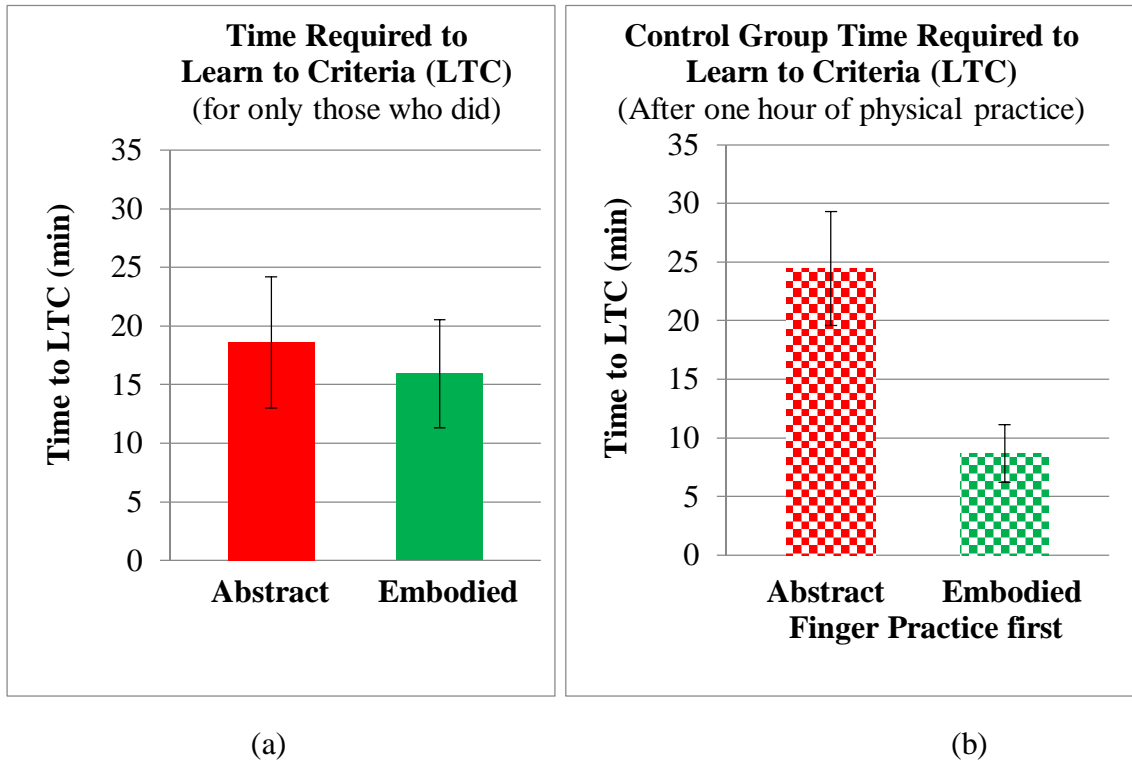 Time Required to
Learn to Criteria (LTC)
(for only those who did)
Time to LTC (min)
35
30
25
20
15
10
5
0
Abstract Embodied
(a)
Control Group Time Required to
Learn to Criteria (LTC)
(After one hour of physical practice)
Time to LTC (min)
35
30
25
20
15
10
5
0
Abstract Embodied
Finger Practice first
(b)